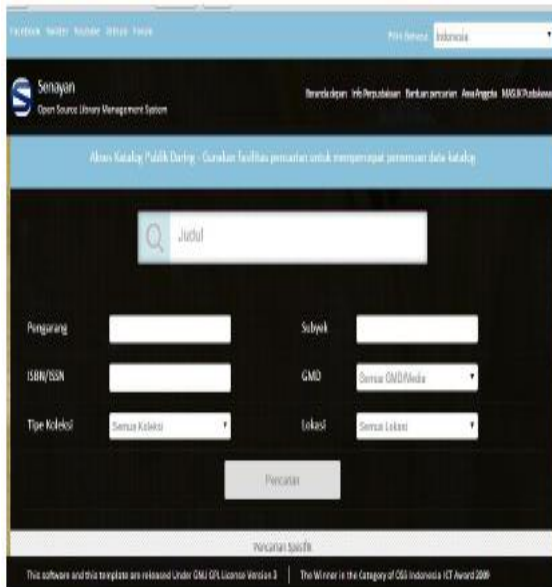 Facebook Twitter Youtube Github Forum
Pilih Bahasa Indonesia
Senayan
Open Source Library Management System
Beranda depan Info Perpustakaan Bantuan pencarian Area Anggota MASUK Pustakawan
Akses Katalog Publik Daring - Gunakan fasilitas pencarian untuk mempercepat penemuan data katalog
Judul
Pengarang
Subyek
ISBN/ISSN
GMD Semua GMD/Media
Tipe Koleksi Semua Koleksi
Lokasi Semua Lokasi
Pencarian
Pencarian Spesifik
This software and this template are released Under GNU GPL License Version 3 | The Winner in the Category of OSS Indonesia ICT Award 2009